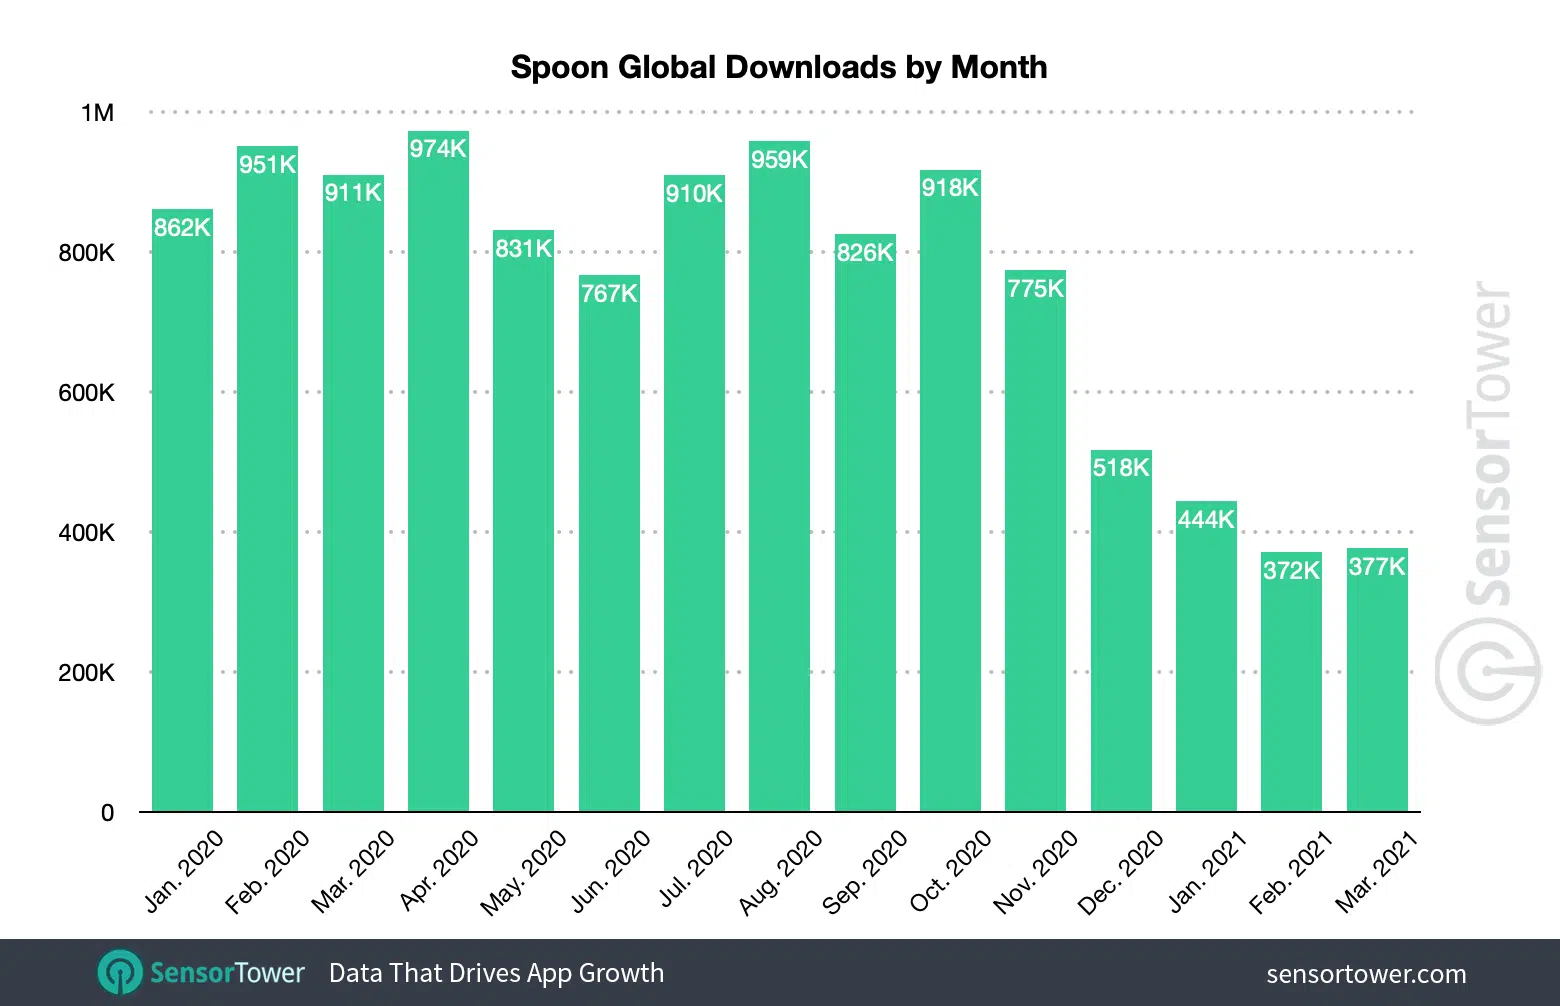 Spoon Global Downloads by Month
1M
800K
600K
400K
200K
0
862K
951K
911K
974K
831K
767K
910K
959K
826K
918K
775K
518K
444K
372K
377K
Jan. 2020
Feb. 2020
Mar. 2020
Apr. 2020
May. 2020
Jun. 2020
Jul. 2020
Aug. 2020
Sep. 2020
Oct. 2020
Nov. 2020
Dec. 2020
Jan. 2021
Feb. 2021
Mar. 2021
SensorTower
SensorTower Data That Drives App Growth
sensortower.com